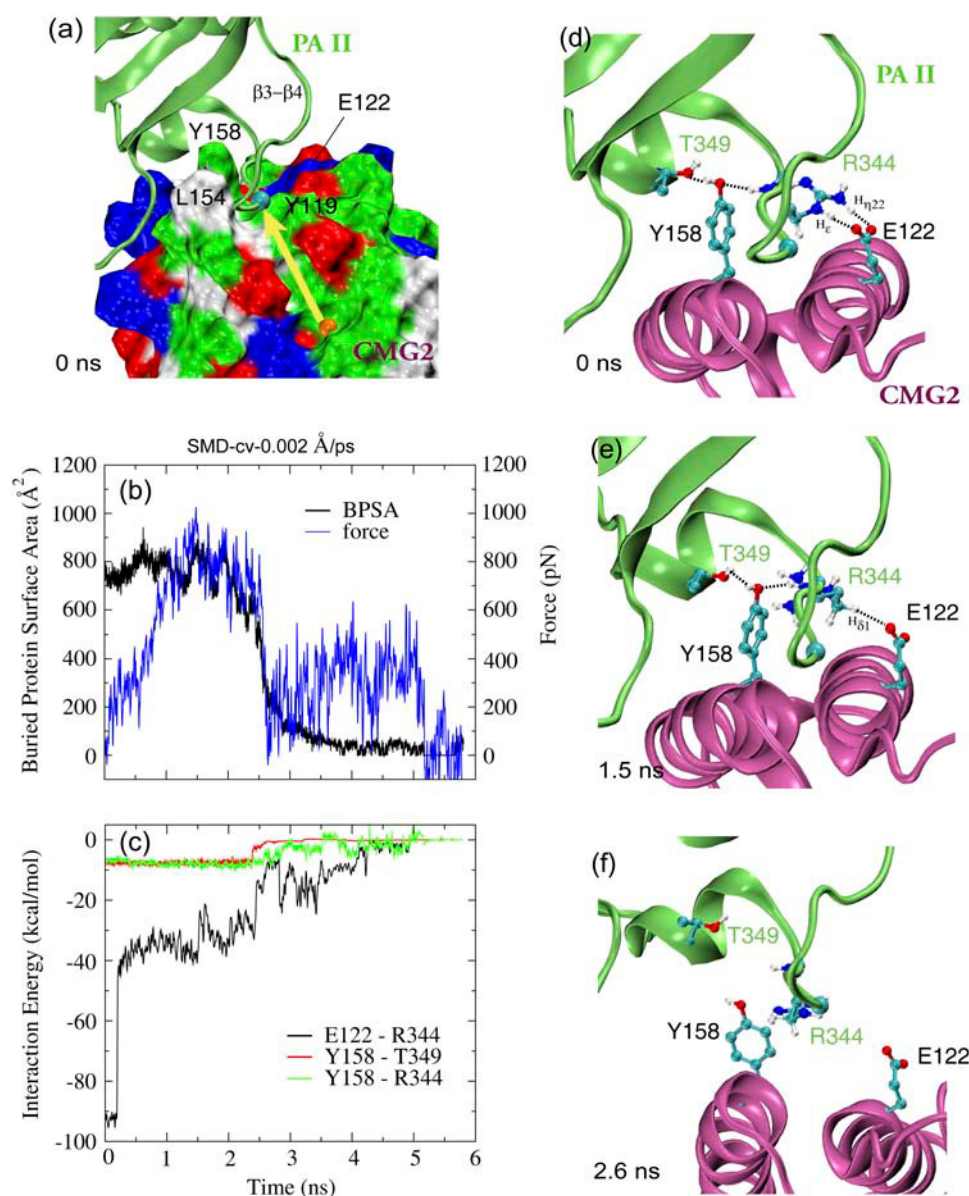 (a)
PA II
β3–β4
E122
Y158
L154
Y119
CMG2
0 ns
(d)
PA II
T349
R344
Hη22
Hε
E122
Y158
0 ns
CMG2
SMD-cv-0.002 Å/ps
(b)
BPSA
force
1200
1000
800
600
400
200
0
Buried Protein Surface Area (Å²)
1200
1000
800
600
400
200
0
Force (pN)
(e)
T349
R344
E122
Hδ1
Y158
1.5 ns
(c)
0
-20
-40
-60
-80
-100
Interaction Energy (kcal/mol)
E122 - R344
Y158 - T349
Y158 - R344
0 1 2 3 4 5 6
Time (ns)
(f)
T349
Y158
R344
E122
2.6 ns